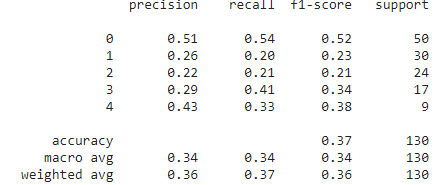 precision recall f1-score support
0 0.51 0.54 0.52 50
1 0.26 0.20 0.23 30
2 0.22 0.21 0.21 24
3 0.29 0.41 0.34 17
4 0.43 0.33 0.38 9
accuracy 0.37 130
macro avg 0.34 0.34 0.34 130
weighted avg 0.36 0.37 0.36 130